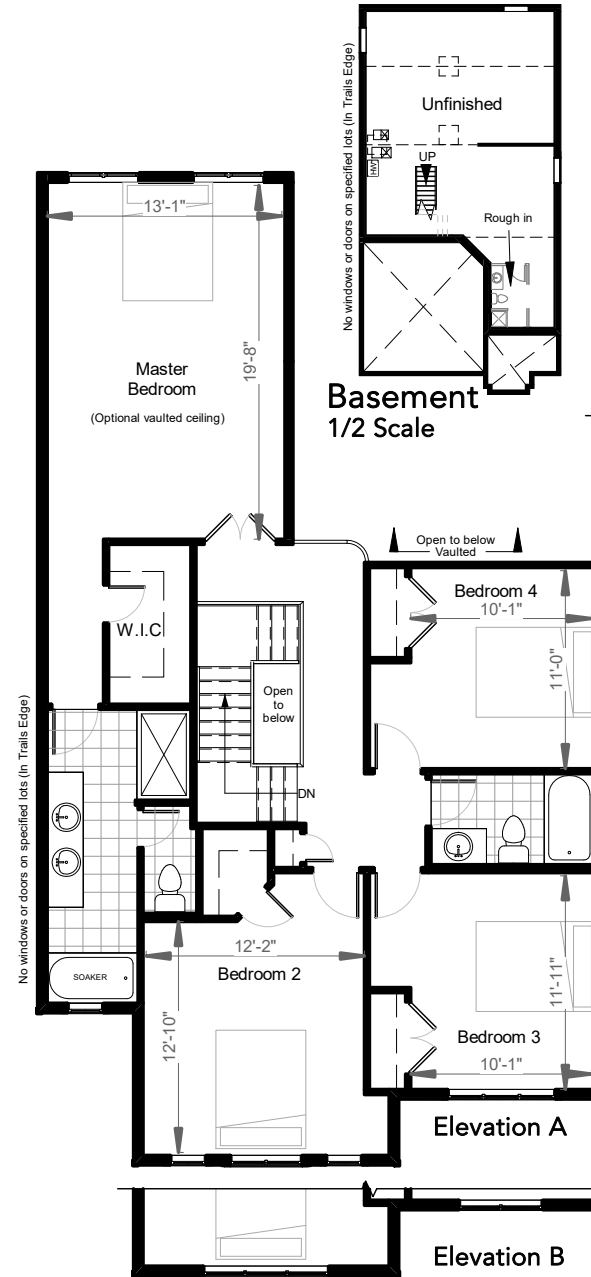 No windows or doors on specified lots (In Trails Edge)
Unfinished
HW
UP
Rough in
Basement
1/2 Scale
13'-1"
19'-8"
Master
Bedroom
(Optional vaulted ceiling)
Open to below
Vaulted
Bedroom 4
10'-1"
11'-0"
W.I.C
Open
to
below
DN
No windows or doors on specified lots (In Trails Edge)
SOAKER
12'-2"
Bedroom 2
12'-10"
11'-11"
Bedroom 3
10'-1"
Elevation A
Elevation B